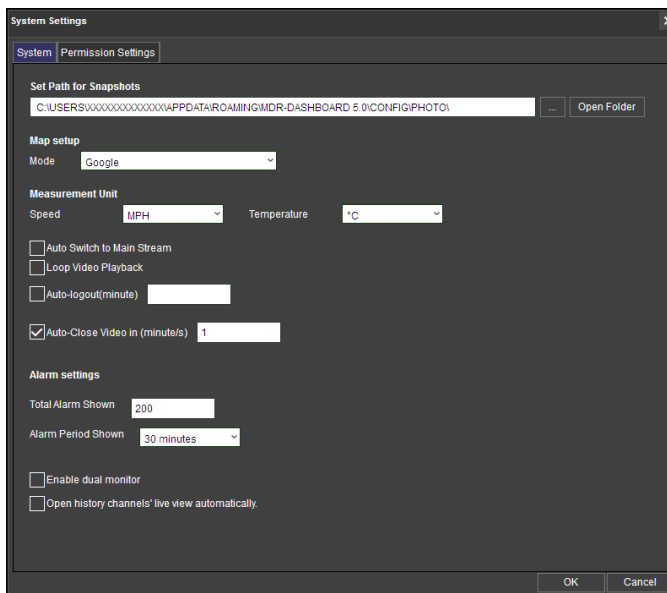 System Settings
System Permission Settings
Set Path for Snapshots
C:\USERS\XXXXXXXXXXXXX\APPDATA\ROAMING\MDR-DASHBOARD 5.0\CONFIG\PHOTO\ ... Open Folder
Map setup
Mode Google
Measurement Unit
Speed MPH Temperature °C
Auto Switch to Main Stream
Loop Video Playback
Auto-logout(minute)
Auto-Close Video in (minute/s) 1
Alarm settings
Total Alarm Shown 200
Alarm Period Shown 30 minutes
Enable dual monitor
Open history channels' live view automatically.
OK Cancel